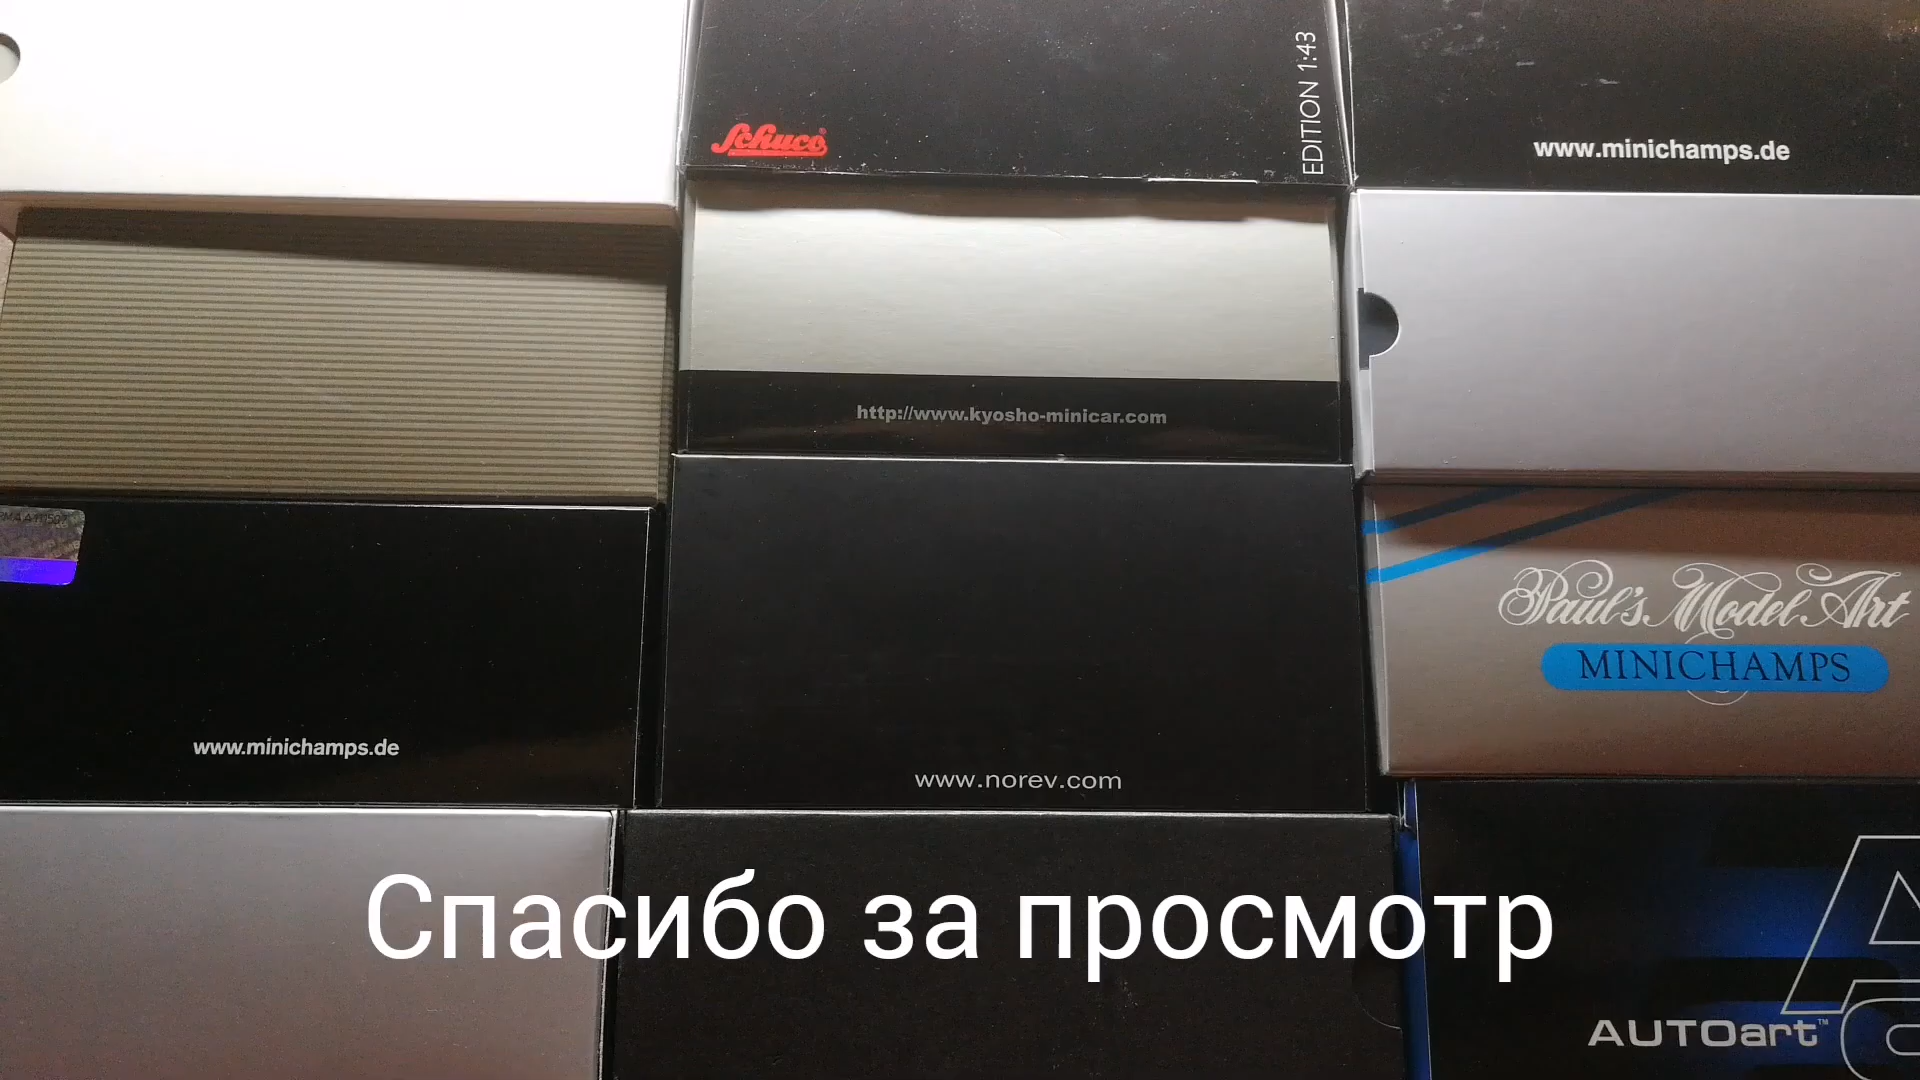 Schuco
EDITION 1:43
www.minichamps.de
http://www.kyosho-minicar.com
Paul's Model Art
MINICHAMPS
www.minichamps.de
www.norev.com
Спасибо за просмотр
AUTOart™